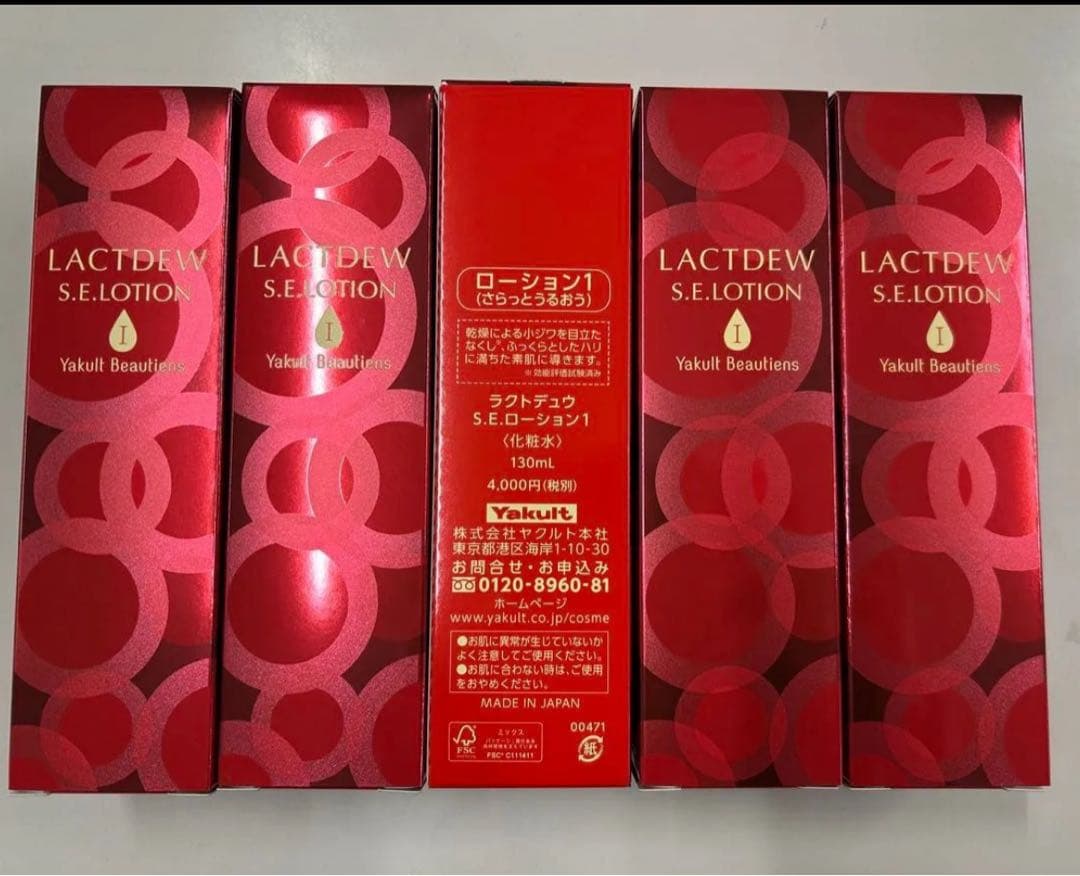 LACTDEW
S.E.LOTION
I
Yakult Beautiens
LACTDEW
S.E.LOTION
I
Yakult Beautiens
ローション1
(さらっとうるおう)
乾燥による小ジワを目立た
なくし※、ふっくらとしたハリ
に満ちた素肌に導きます。
※効能評価試験済み
ラクトデュウ
S.E.ローション1
〈化粧水〉
130mL
4,000円(税別)
Yakult
株式会社ヤクルト本社
東京都港区海岸1-10-30
お問合せ・お申込み
0120-8960-81
ホームページ
www.yakult.co.jp/cosme
●お肌に異常が生じていないか
よく注意してご使用ください。
●お肌に合わない時は、ご使用
をおやめください。
MADE IN JAPAN
00471
FSC
ミックス
FSC® C111411
紙
LACTDEW
S.E.LOTION
I
Yakult Beautiens
LACTDEW
S.E.LOTION
I
Yakult Beautiens